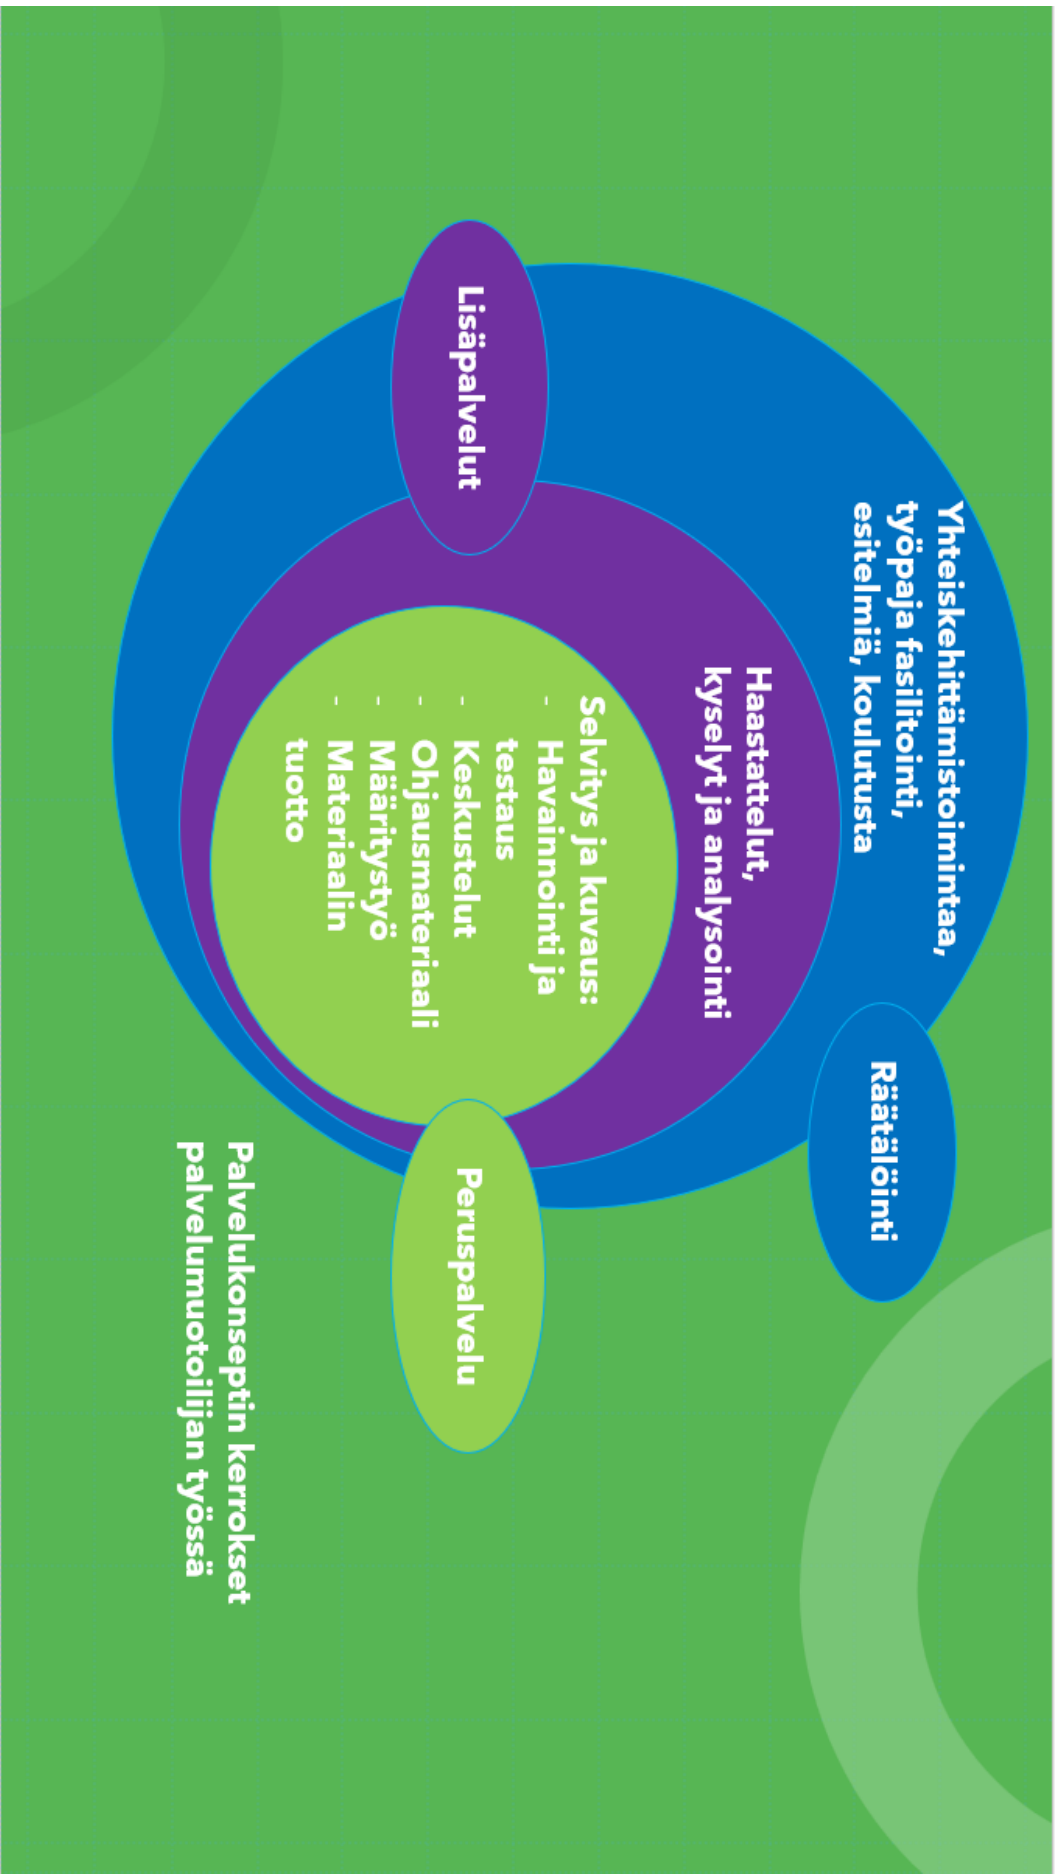 Yhteiskehittämistoimintaa,
työpaja fasilitointi,
esitelmiä, koulutusta
Räätälöinti
Haastattelut,
kyselyt ja analysointi
Selvitys ja kuvaus:
- Havainnointi ja
testaus
- Keskustelut
- Ohjausmateriaali
- Määritystyö
- Materiaalin
tuotto
Lisäpalvelut
Peruspalvelu
Palvelukonseptin kerrokset
palvelumuotoilijan työssä